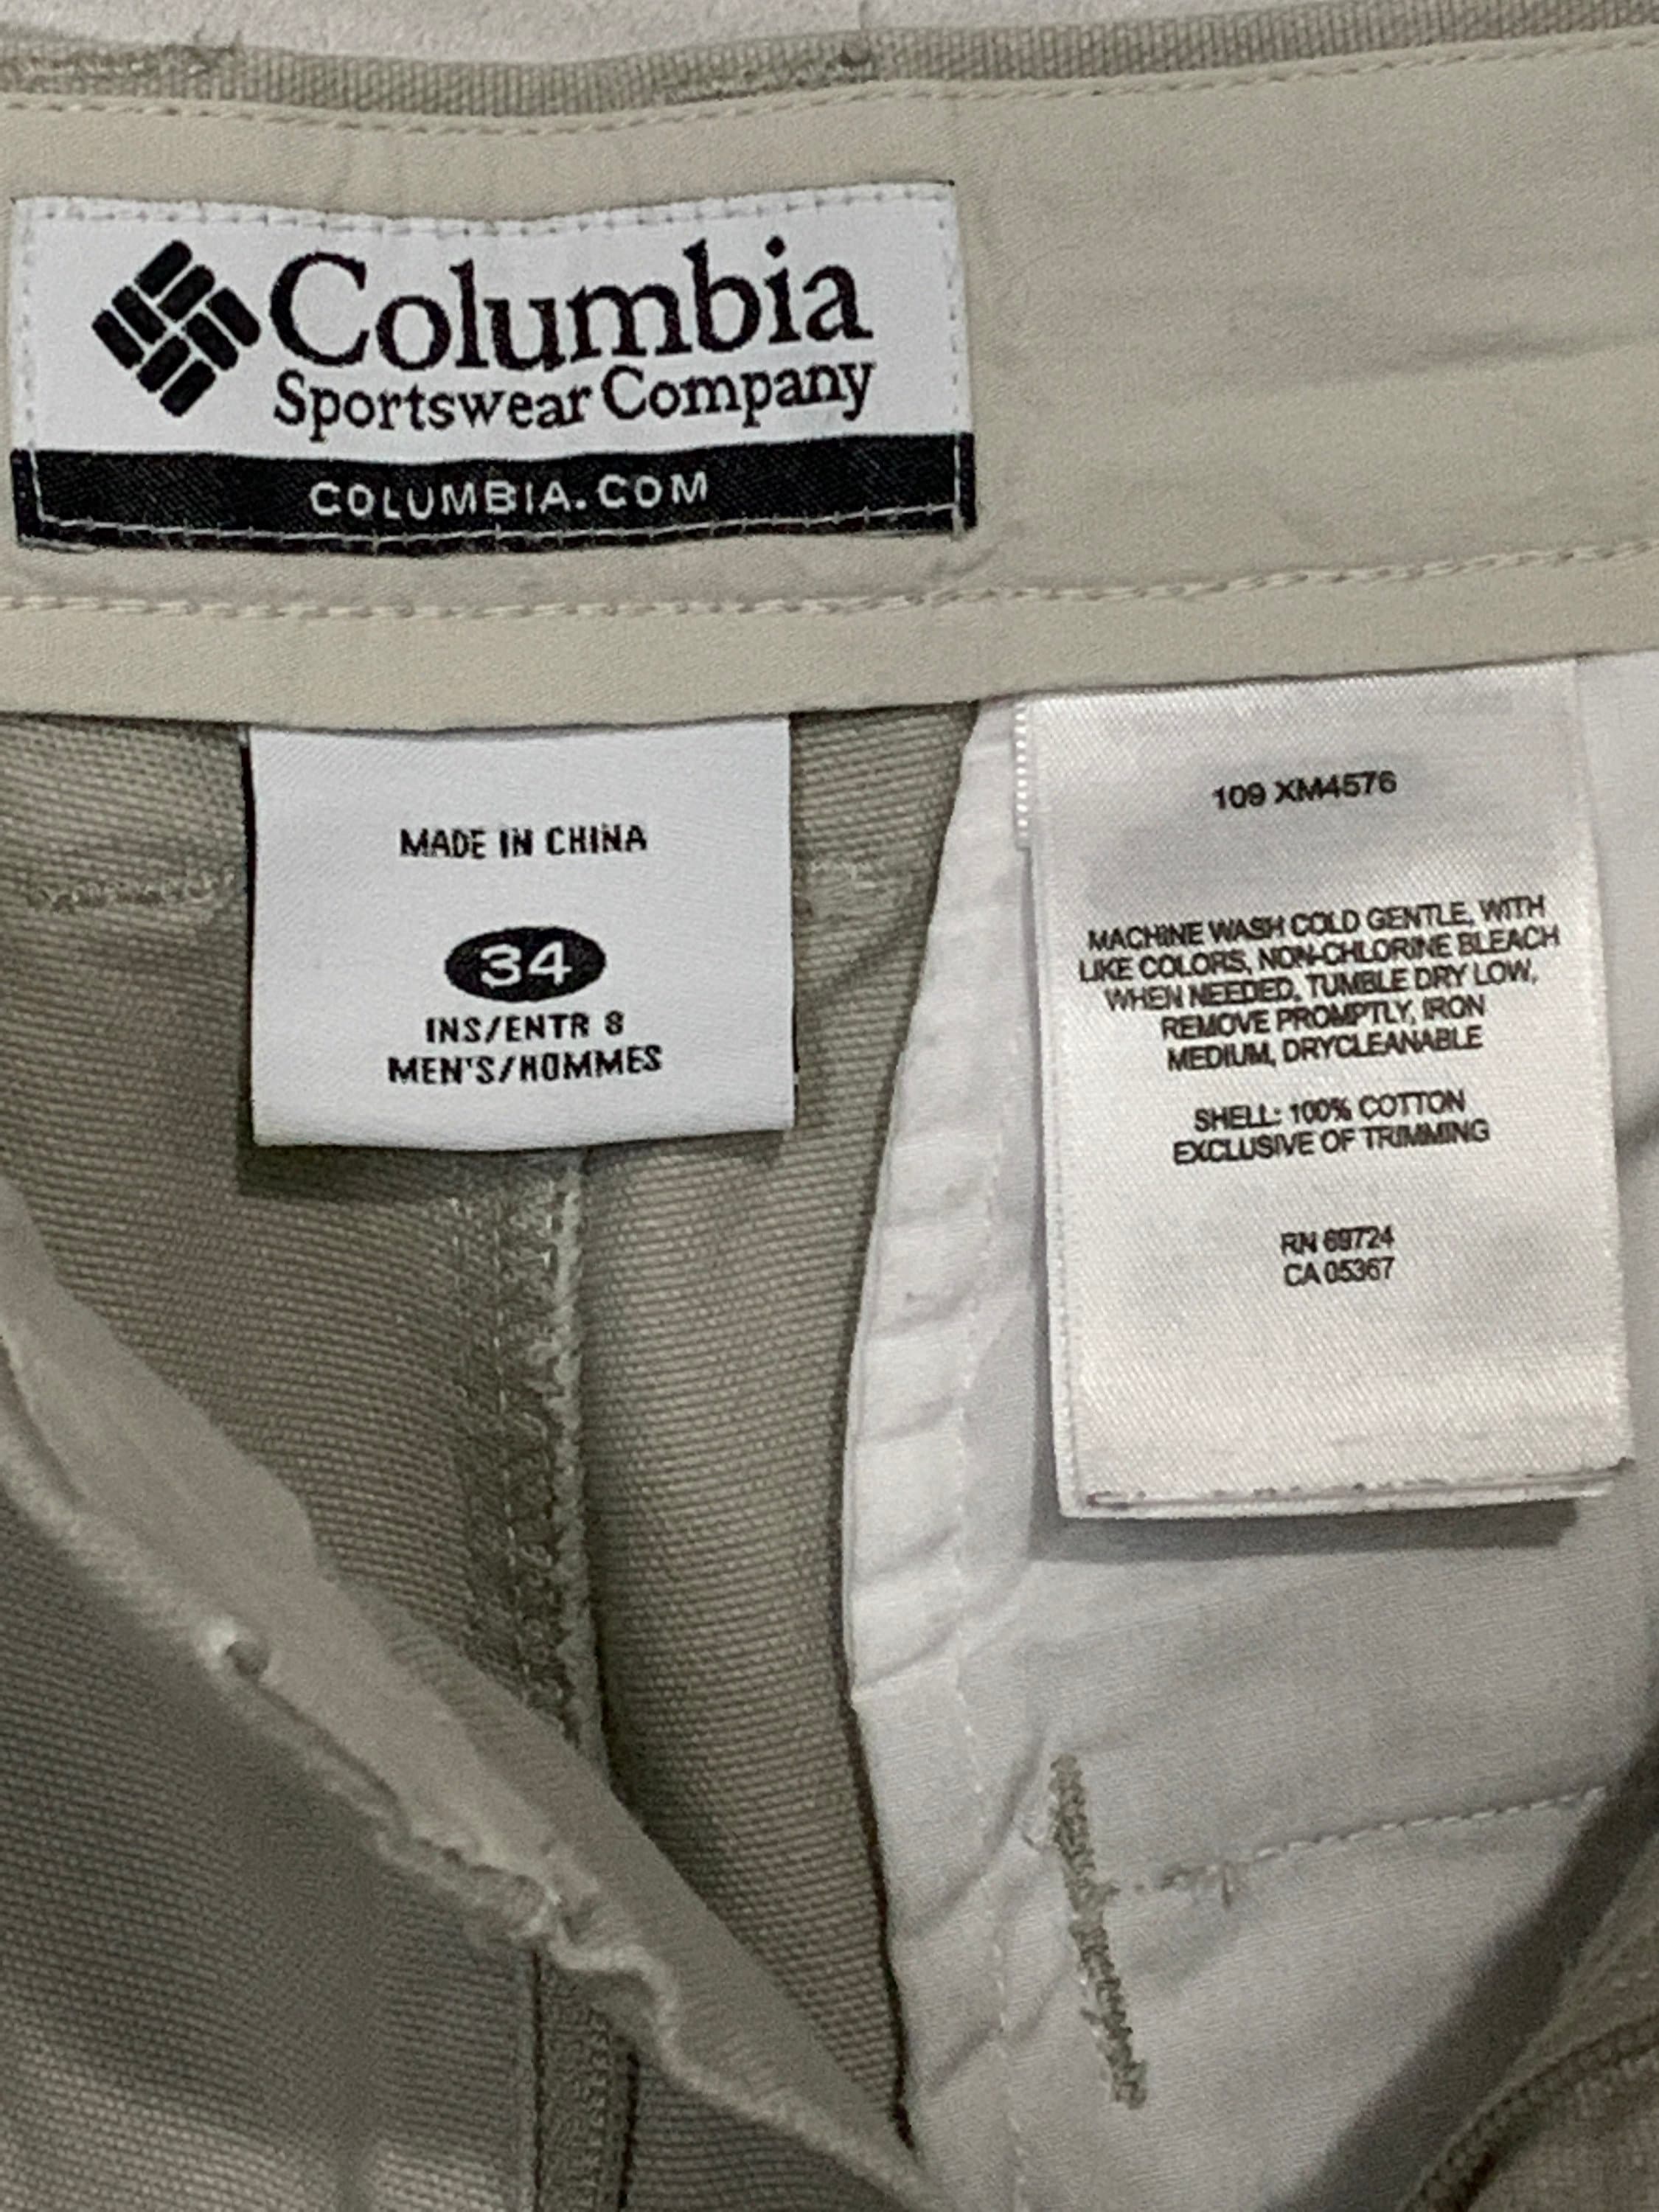 Columbia
Sportswear Company
COLUMBIA.COM
MADE IN CHINA
34
INS/ENTR 8
MEN'S/HOMMES
109 XM4576
MACHINE WASH COLD GENTLE, WITH
LIKE COLORS, NON-CHLORINE BLEACH
WHEN NEEDED, TUMBLE DRY LOW,
REMOVE PROMPTLY, IRON
MEDIUM, DRYCLEANABLE
SHELL: 100% COTTON
EXCLUSIVE OF TRIMMING
RN 69724
CA 05367